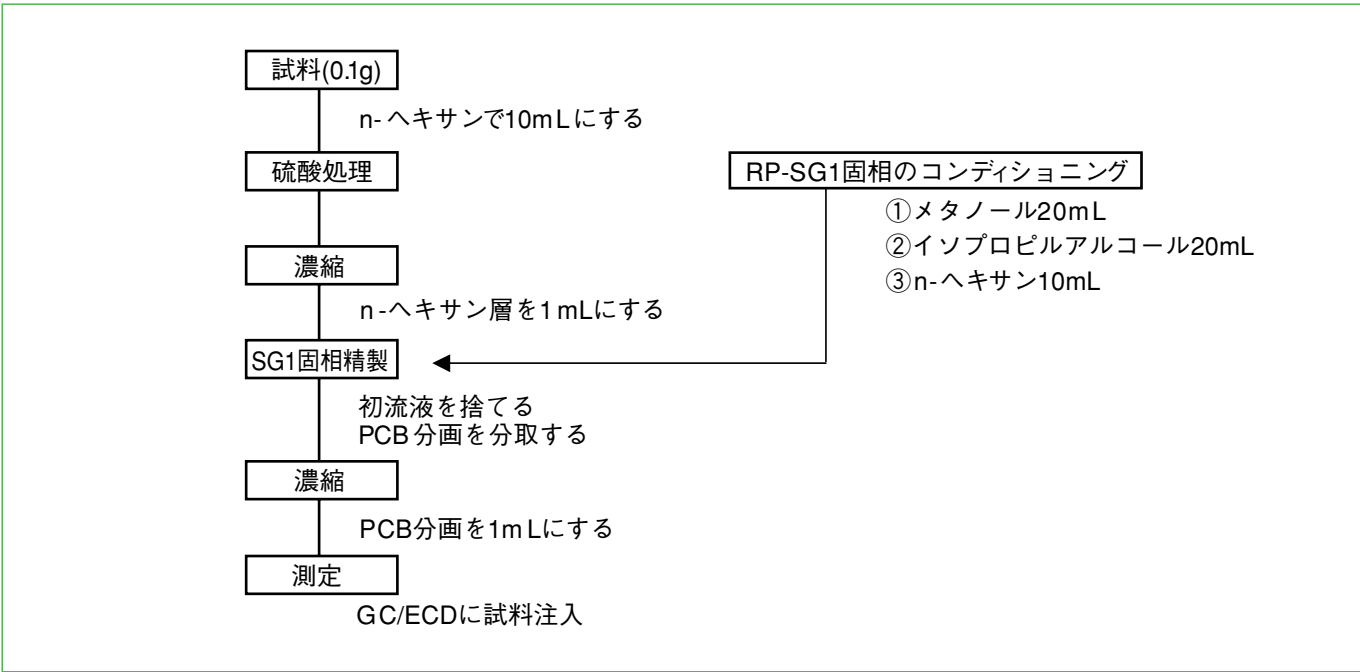 試料(0.1g)
n-ヘキサンで10mLにする
硫酸処理
濃縮
n-ヘキサン層を1mLにする
SG1固相精製
初流液を捨てる
PCB分画を分取する
濃縮
PCB分画を1mLにする
測定
GC/ECDに試料注入
RP-SG1固相のコンディショニング
①メタノール20mL
②イソプロピルアルコール20mL
③n-ヘキサン10mL